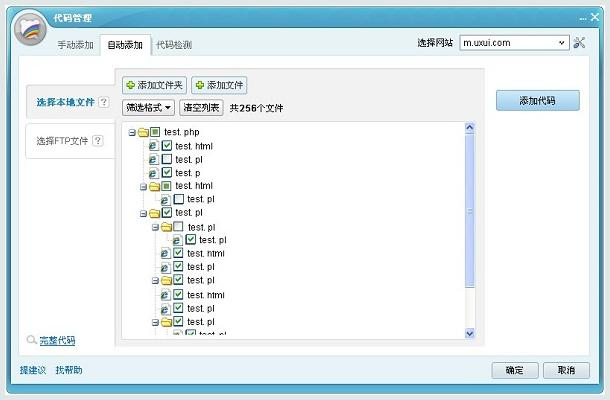 代码管理
手动添加 自动添加 代码检测 选择网站 m.uxui.com
添加文件夹 添加文件
选择本地文件 ? 筛选格式 清空列表 共256个文件 添加代码
选择FTP文件 ?
test. php
test. html
test. pl
test. p
test. html
test. pl
test. pl
test. pl
test. pl
test. html
test. pl
test. pl
test. html
test. pl
test. pl
test. pl
完整代码
提建议 找帮助 确定 取消